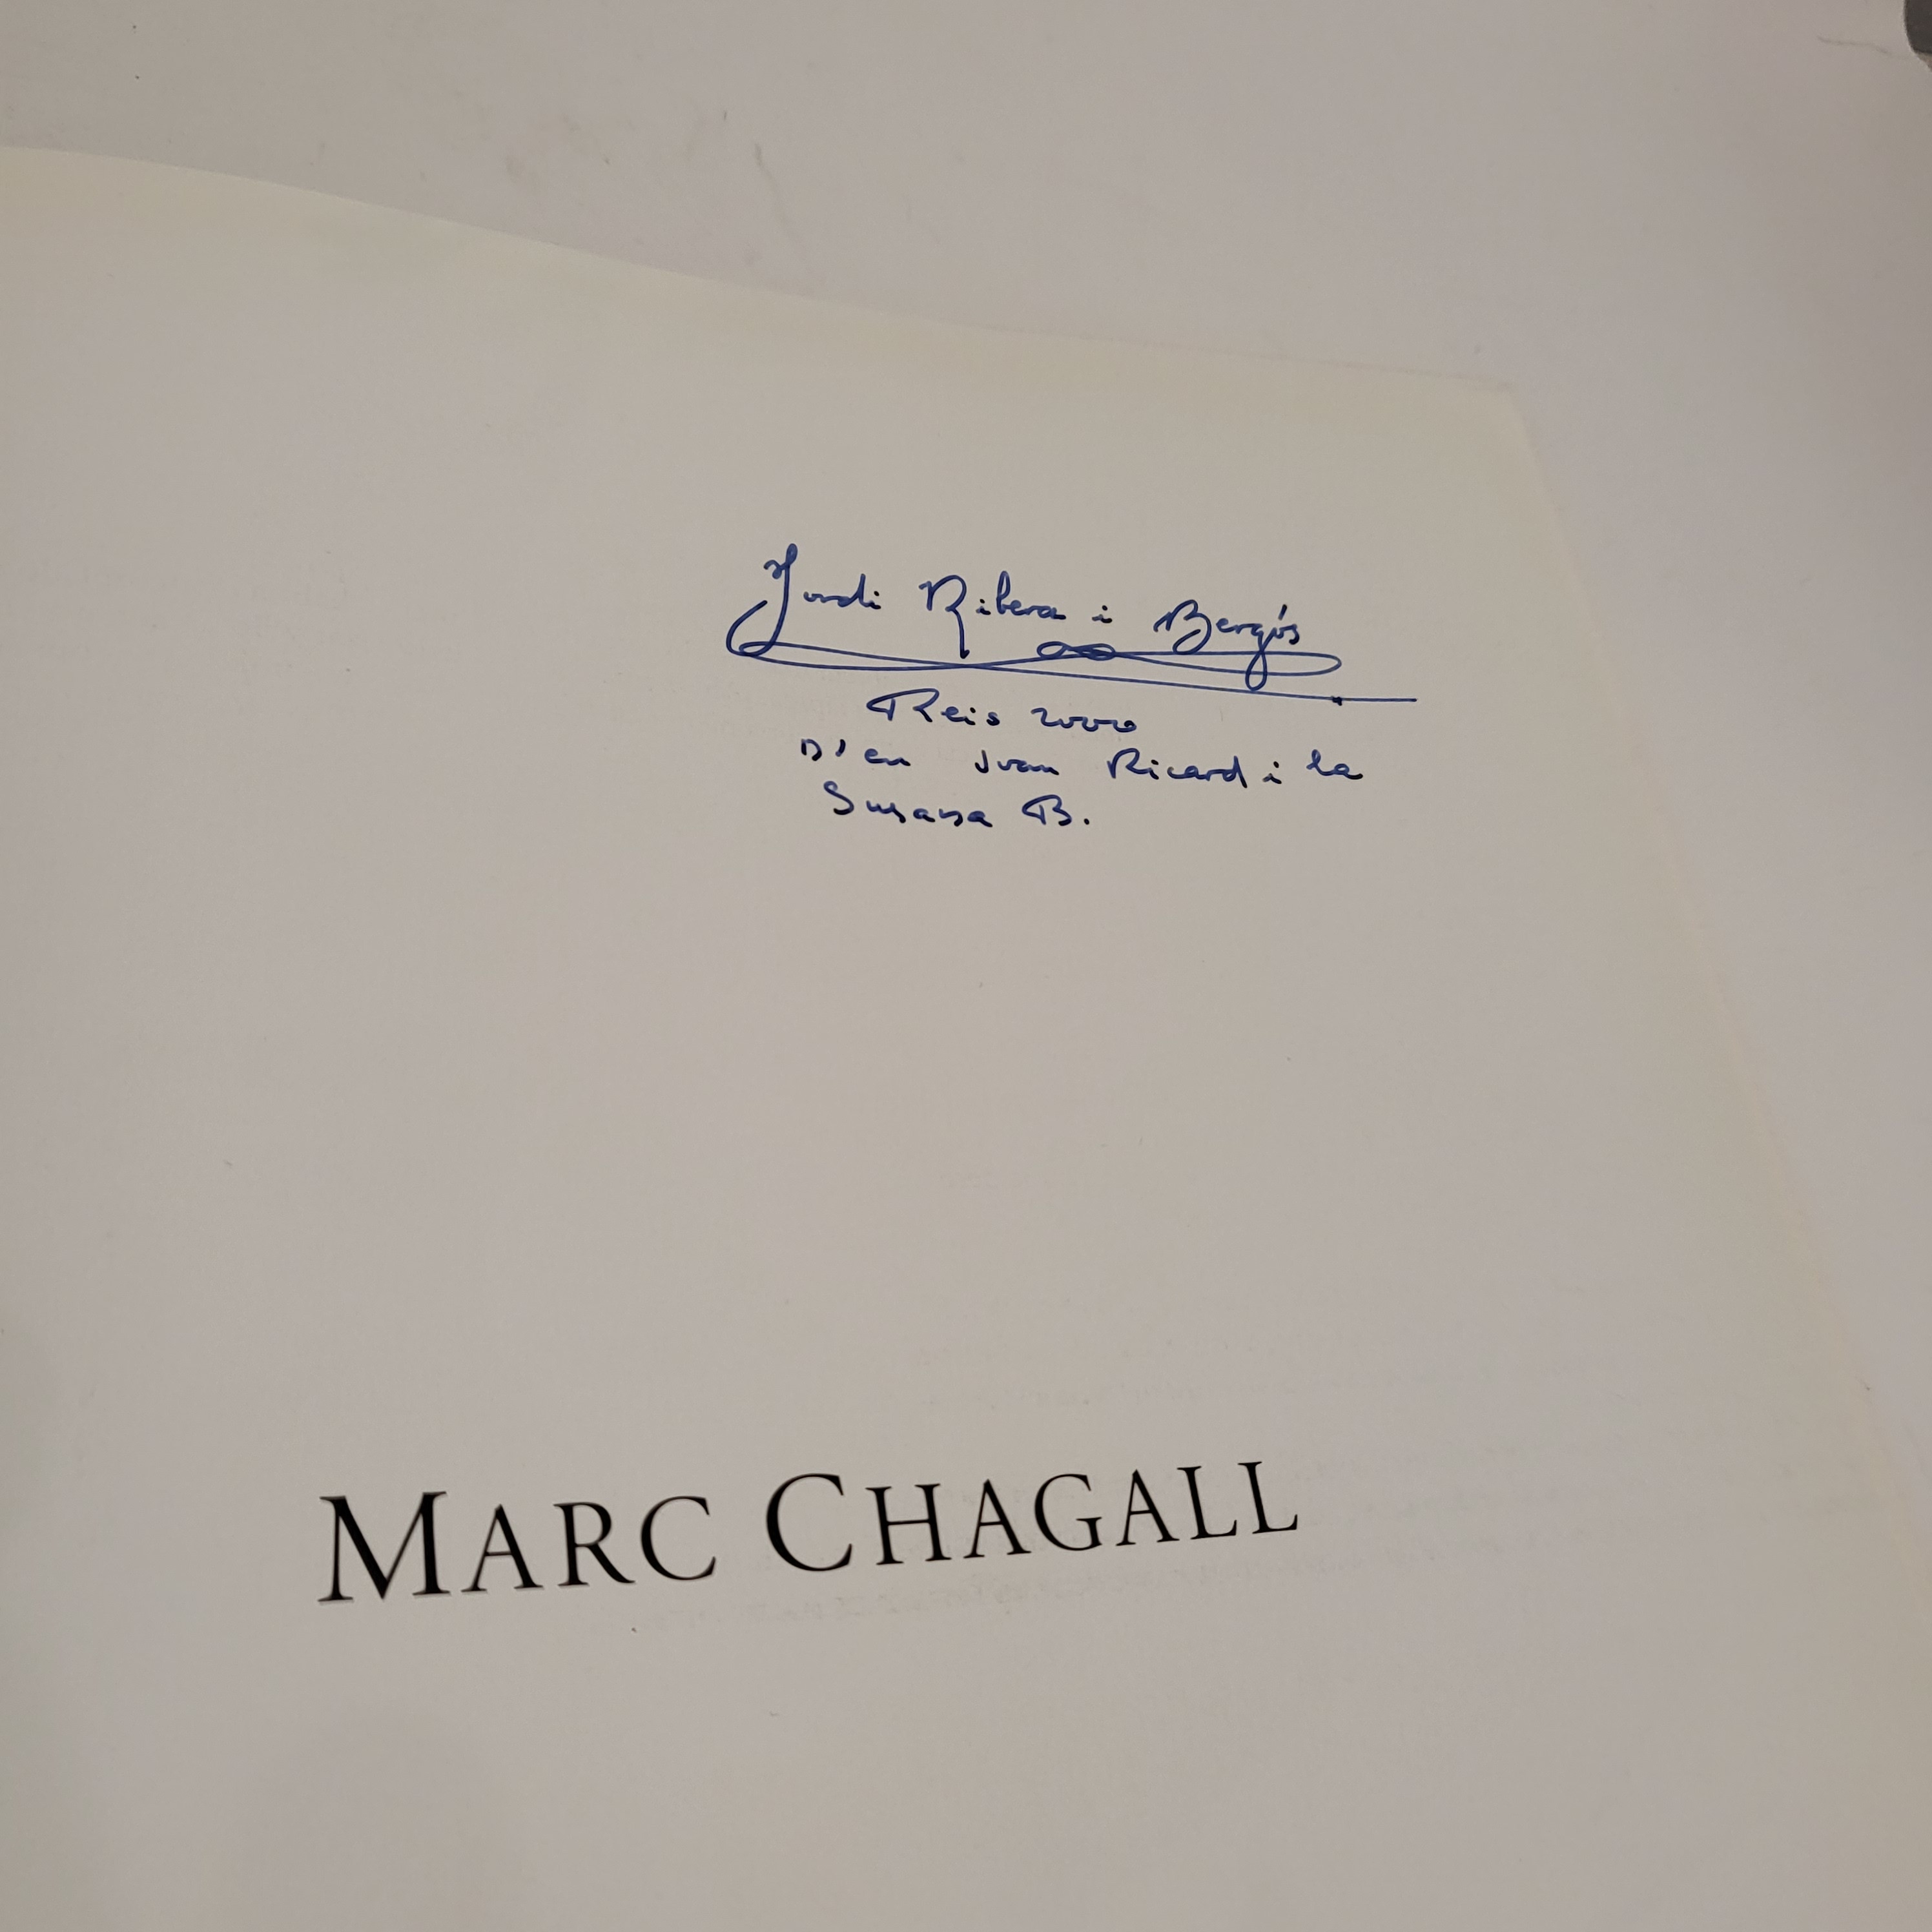 Jordi Ribera i Bergós
Reis 2000
D'en Joan Ricard i la
Susana B.
MARC CHAGALL